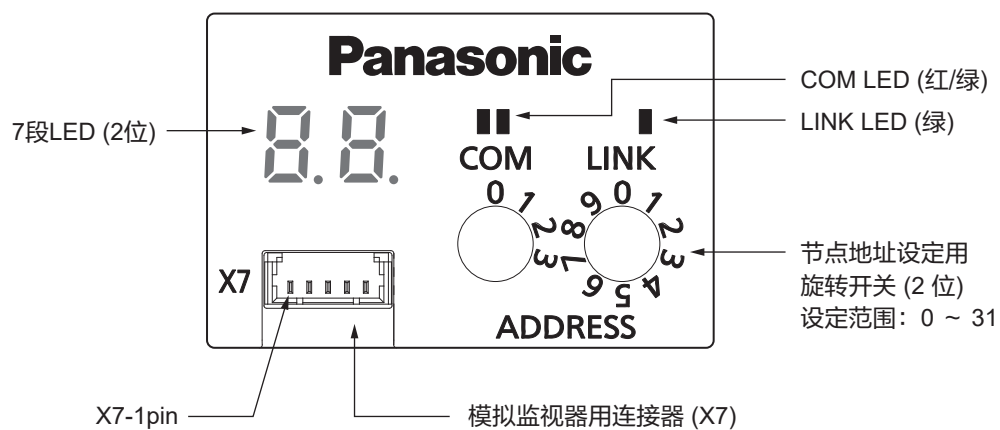 Panasonic
7段LED (2位)
8.8.
COM LED (红/绿)
LINK LED (绿)
COM LINK
0 1 2 3
0 1 2 3 4 5 6 7 8 9
X7
ADDRESS
节点地址设定用
旋转开关 (2 位)
设定范围：0 ~ 31
X7-1pin
模拟监视器用连接器 (X7)